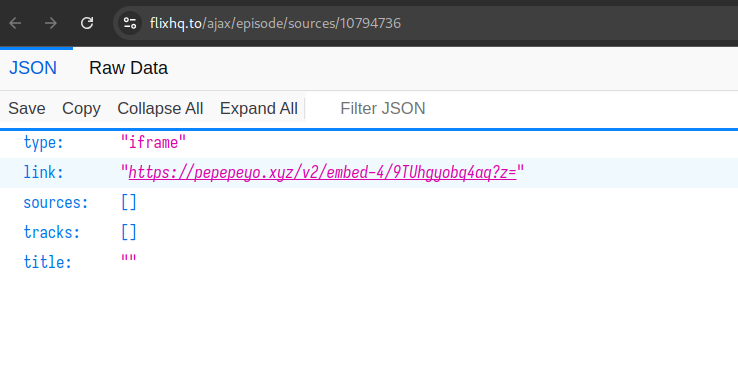 flixhq.to/ajax/episode/sources/10794736
JSON Raw Data
Save Copy Collapse All Expand All Filter JSON
type: "iframe"
link: "https://pepepeyo.xyz/v2/embed-4/9TUhgyobq4aq?z="
sources: []
tracks: []
title: ""